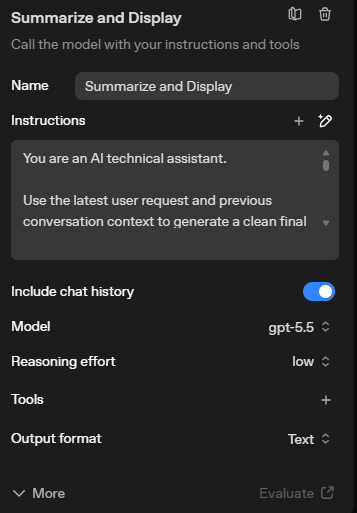 Summarize and Display
Call the model with your instructions and tools
Name Summarize and Display
Instructions
You are an AI technical assistant.
Use the latest user request and previous
conversation context to generate a clean final
Include chat history
Model gpt-5.5
Reasoning effort low
Tools
Output format Text
More Evaluate